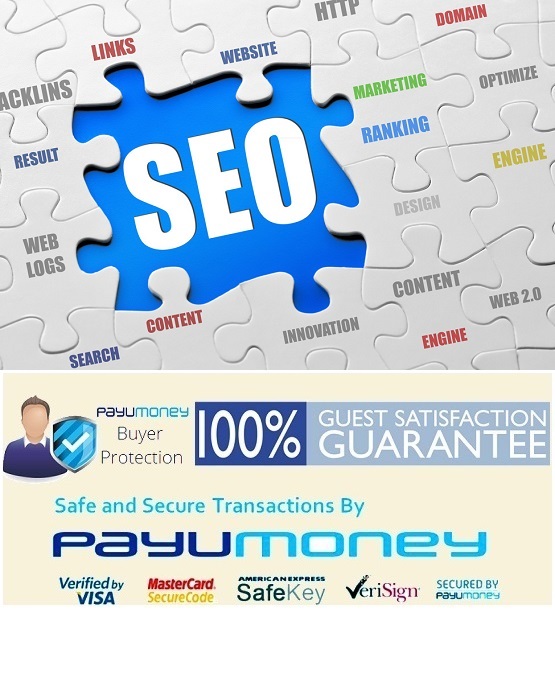 HTTP
DOMAIN
LINKS
WEBSITE
ACKLINS
MARKETING
OPTIMIZE
RESULT
SEO
RANKING
ENGINE
DESIGN
WEB
LOGS
CONTENT
WEB 2.0
CONTENT
INNOVATION
ENGINE
SEARCH
PayUmoney
Buyer
Protection
100%
GUEST SATISFACTION
GUARANTEE
Safe and Secure Transactions By
PayUmoney
Verified by
VISA
MasterCard.
SecureCode
AMERICAN EXPRESS
SafeKey
VeriSign
SECURED BY
PayUmoney